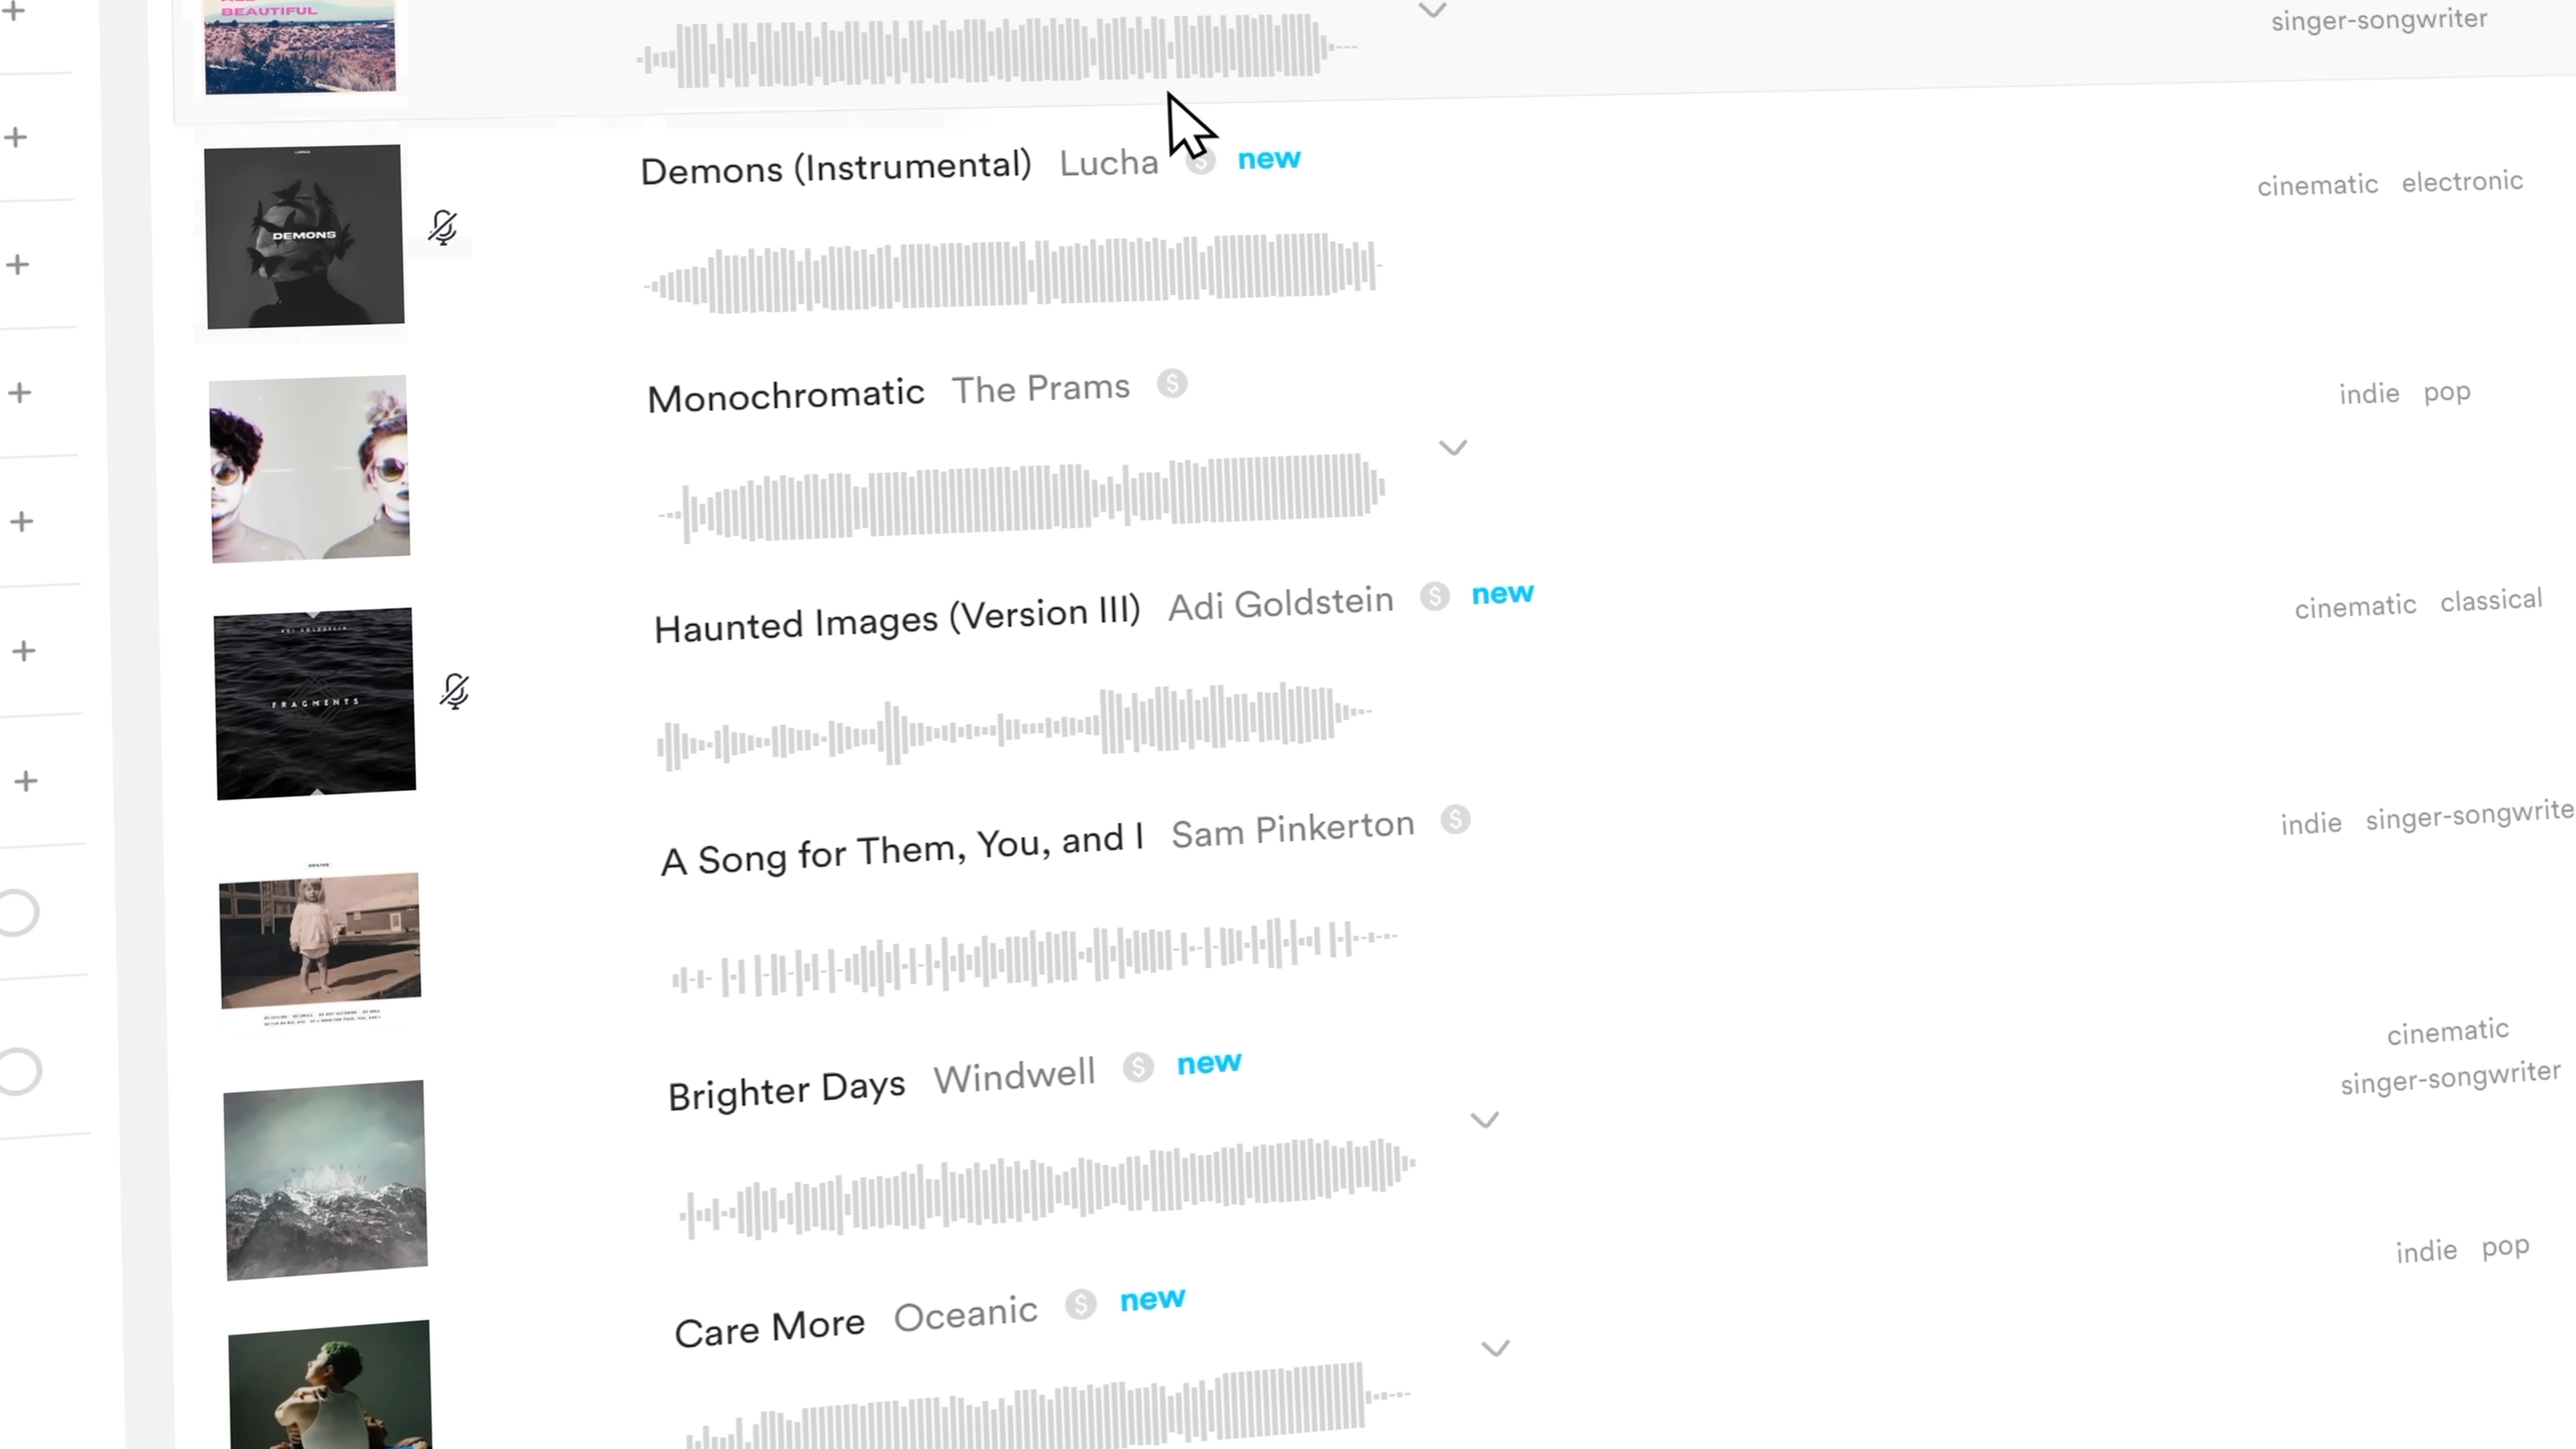 BEAUTIFUL
singer-songwriter
Demons (Instrumental) Lucha $ new
cinematic electronic
DEMONS
Monochromatic The Prams $
indie pop
Haunted Images (Version III) Adi Goldstein $ new
cinematic classical
ADI GOLDSTEIN
FRAGMENTS
A Song for Them, You, and I Sam Pinkerton $
indie singer-songwrite
Brighter Days Windwell $ new
cinematic
singer-songwriter
Care More Oceanic $ new
indie pop